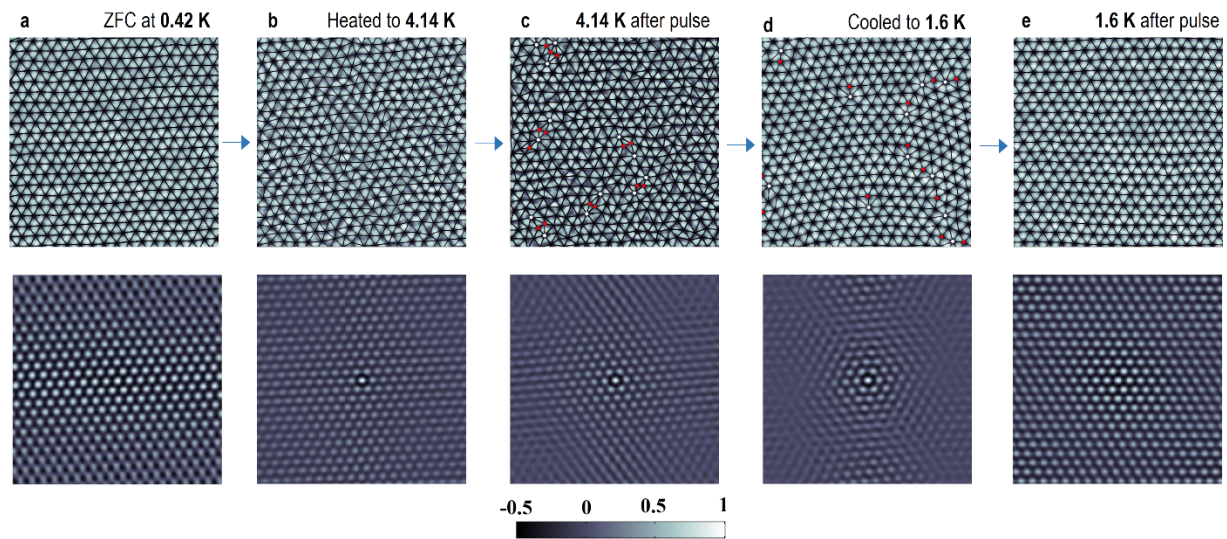 a ZFC at 0.42 K
b Heated to 4.14 K
c 4.14 K after pulse
d Cooled to 1.6 K
e 1.6 K after pulse
-0.5 0 0.5 1